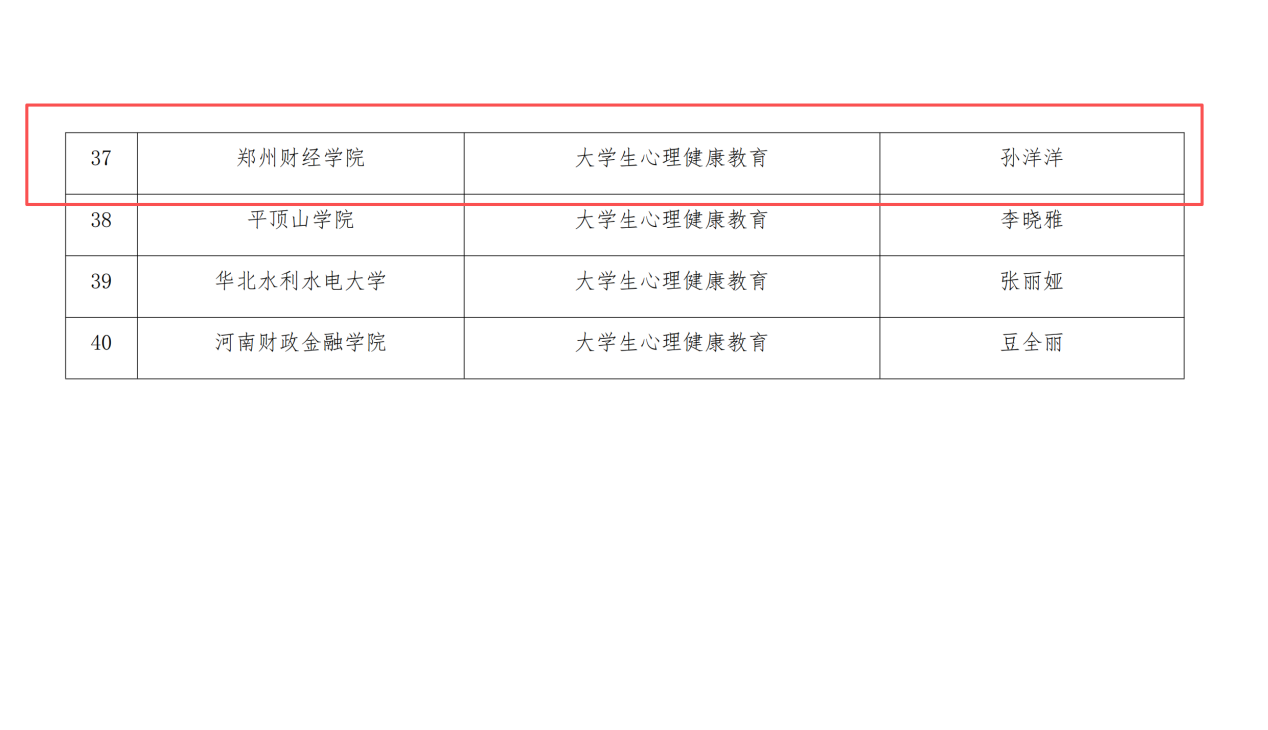 37 郑州财经学院 大学生心理健康教育 孙洋洋
38 平顶山学院 大学生心理健康教育 李晓雅
39 华北水利水电大学 大学生心理健康教育 张丽娅
40 河南财政金融学院 大学生心理健康教育 豆全丽